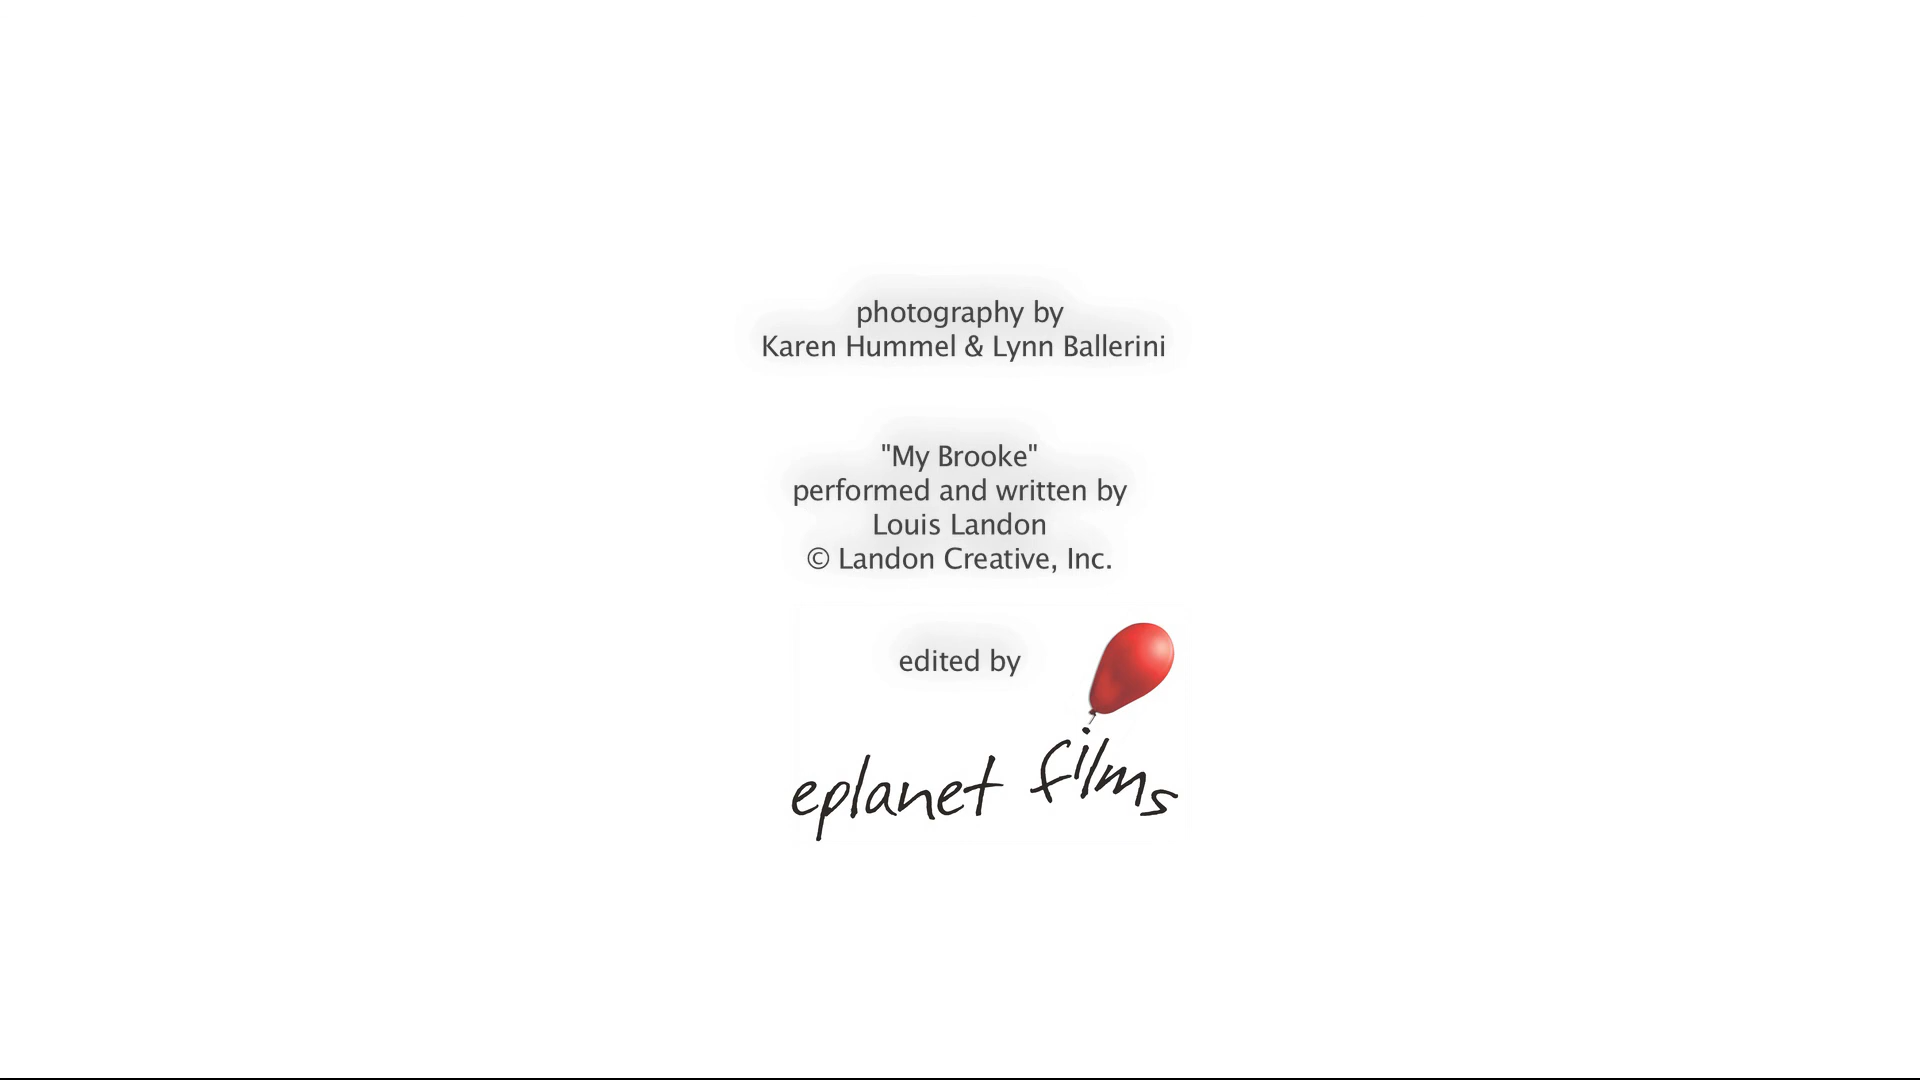 photography by
Karen Hummel & Lynn Ballerini
"My Brooke"
performed and written by
Louis Landon
© Landon Creative, Inc.
edited by
eplanet films